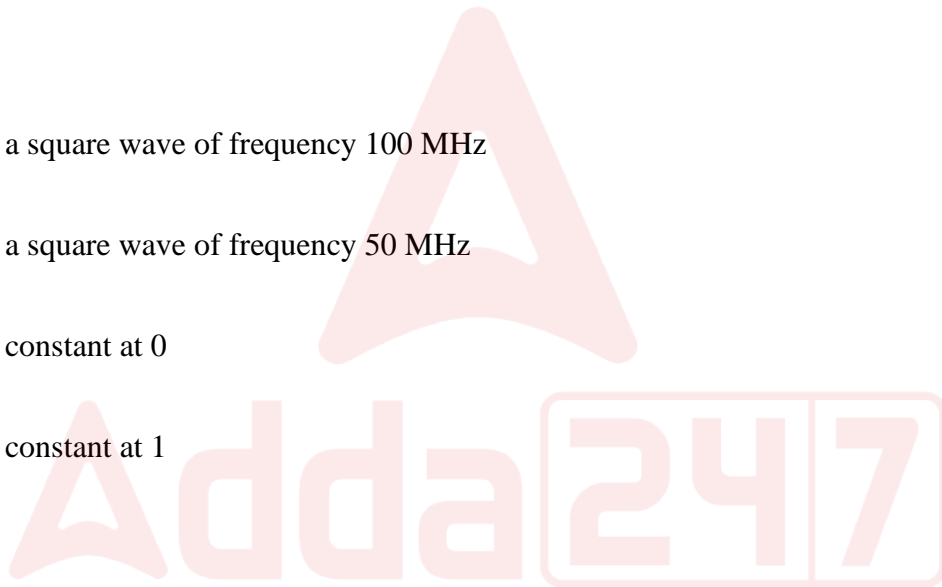 a square wave of frequency 100 MHz
a square wave of frequency 50 MHz
constant at 0
constant at 1
Adda247